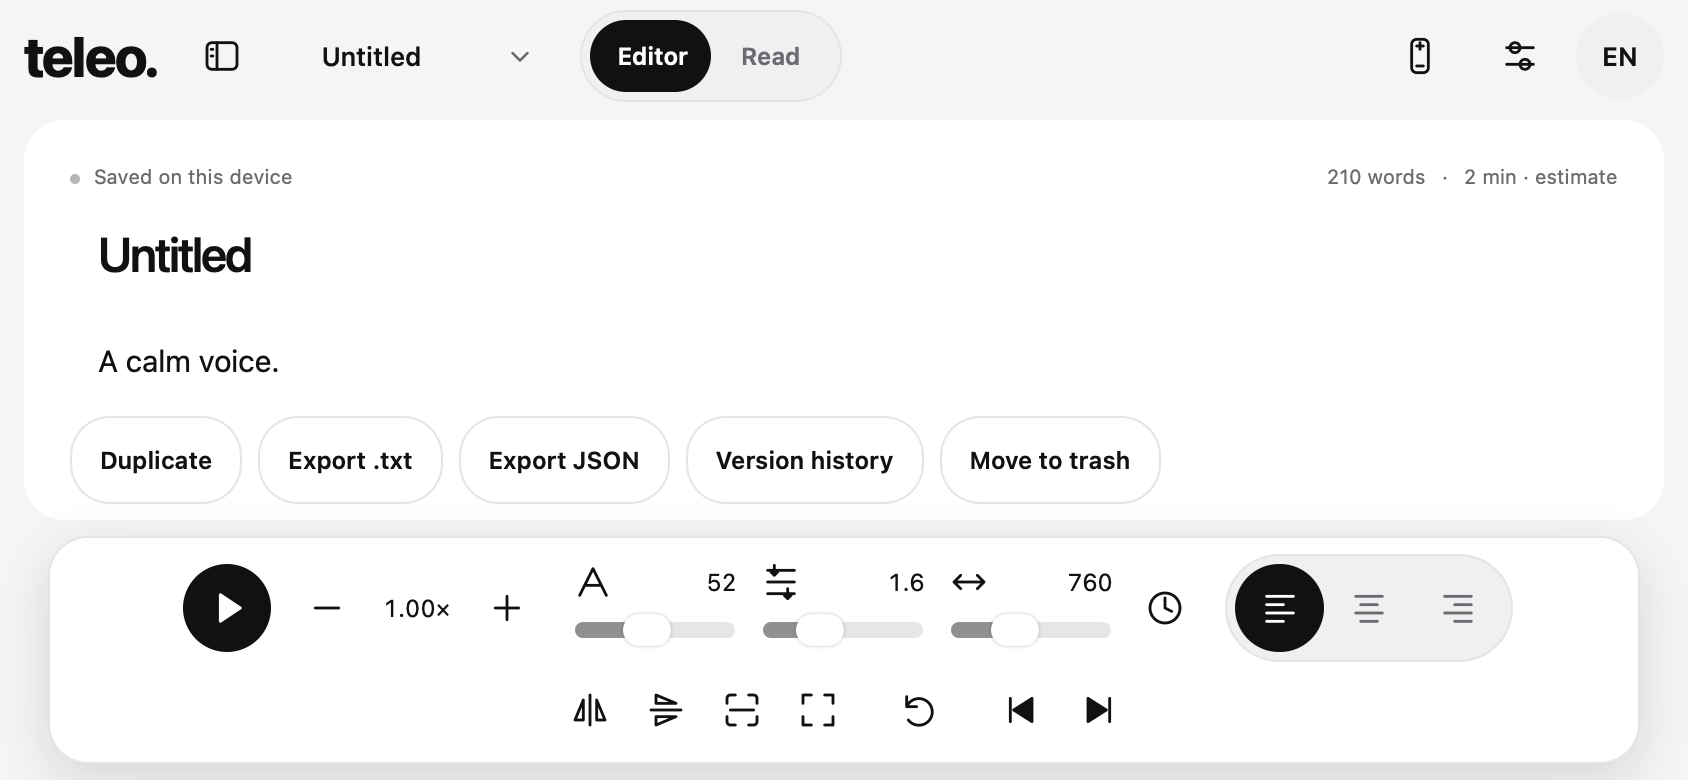 teleo.
Untitled
Editor
Read
EN
Saved on this device
210 words · 2 min · estimate
Untitled
A calm voice.
Duplicate
Export .txt
Export JSON
Version history
Move to trash
1.00×
52
1.6
760